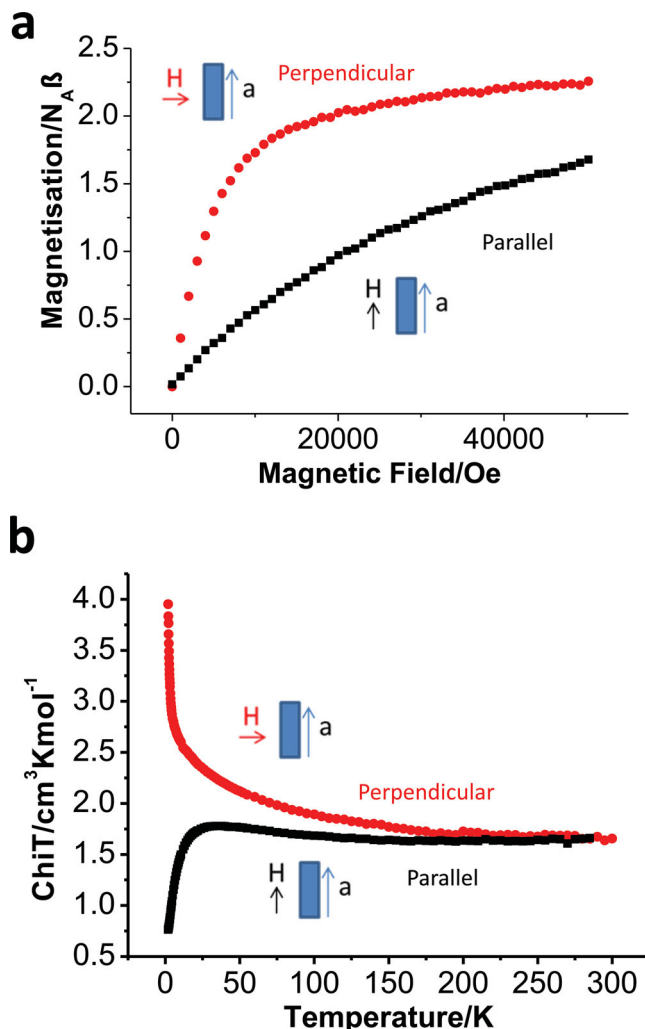 a
Magnetisation/N_Aß
2.5
2.0
1.5
1.0
0.5
0.0
H
a
Perpendicular
Parallel
H
a
0
20000
40000
Magnetic Field/Oe
b
ChiT/cm³Kmol⁻¹
4.0
3.5
3.0
2.5
2.0
1.5
1.0
0.5
H
a
Perpendicular
H
a
Parallel
0
50
100
150
200
250
300
Temperature/K